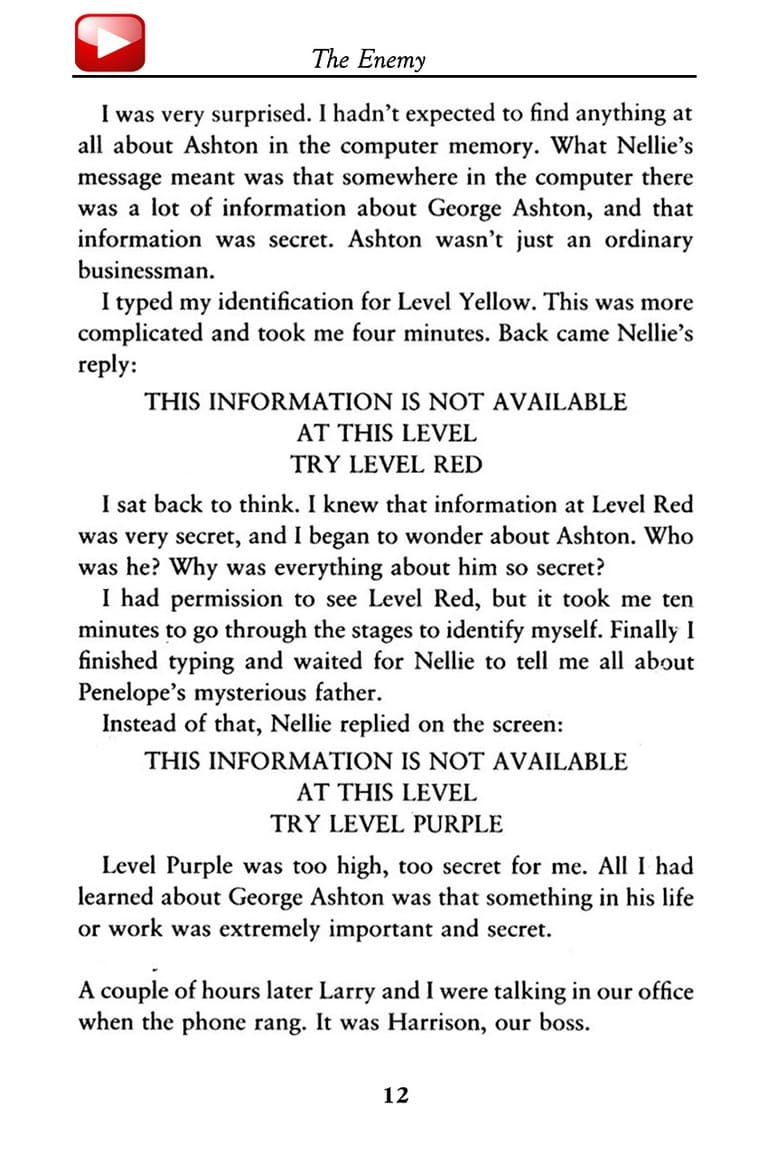 The Enemy
I was very surprised. I hadn't expected to find anything at
all about Ashton in the computer memory. What Nellie's
message meant was that somewhere in the computer there
was a lot of information about George Ashton, and that
information was secret. Ashton wasn't just an ordinary
businessman.
I typed my identification for Level Yellow. This was more
complicated and took me four minutes. Back came Nellie's
reply:
THIS INFORMATION IS NOT AVAILABLE
AT THIS LEVEL
TRY LEVEL RED
I sat back to think. I knew that information at Level Red
was very secret, and I began to wonder about Ashton. Who
was he? Why was everything about him so secret?
I had permission to see Level Red, but it took me ten
minutes to go through the stages to identify myself. Finally I
finished typing and waited for Nellie to tell me all about
Penelope's mysterious father.
Instead of that, Nellie replied on the screen:
THIS INFORMATION IS NOT AVAILABLE
AT THIS LEVEL
TRY LEVEL PURPLE
Level Purple was too high, too secret for me. All I had
learned about George Ashton was that something in his life
or work was extremely important and secret.
A couple of hours later Larry and I were talking in our office
when the phone rang. It was Harrison, our boss.
12